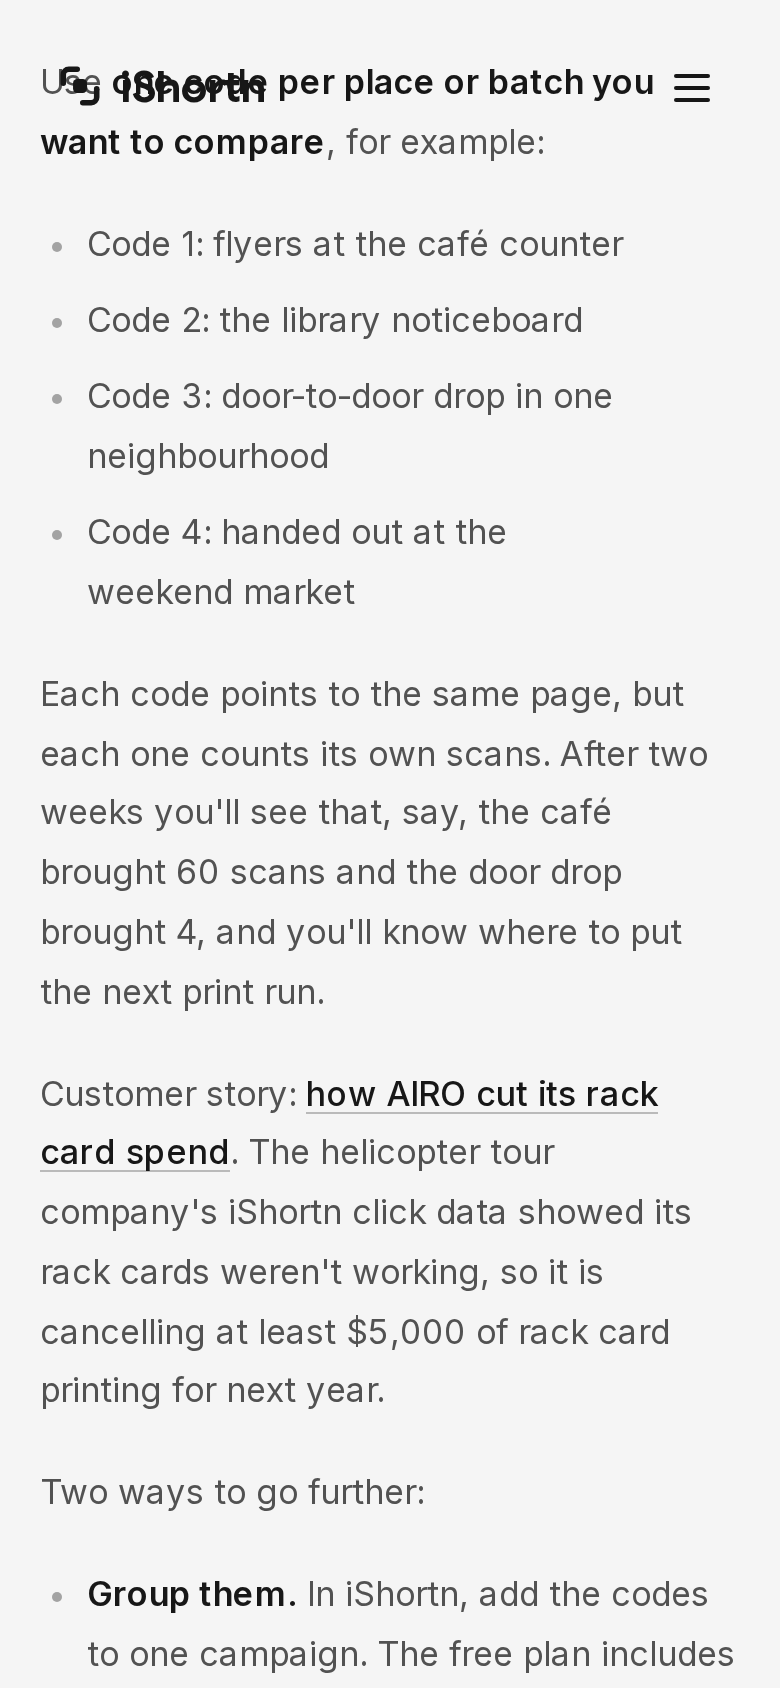 iShortn
Use one code per place or batch you
want to compare, for example:
Code 1: flyers at the café counter
Code 2: the library noticeboard
Code 3: door-to-door drop in one
neighbourhood
Code 4: handed out at the
weekend market
Each code points to the same page, but
each one counts its own scans. After two
weeks you'll see that, say, the café
brought 60 scans and the door drop
brought 4, and you'll know where to put
the next print run.
Customer story: how AIRO cut its rack
card spend. The helicopter tour
company's iShortn click data showed its
rack cards weren't working, so it is
cancelling at least $5,000 of rack card
printing for next year.
Two ways to go further:
Group them. In iShortn, add the codes
to one campaign. The free plan includes